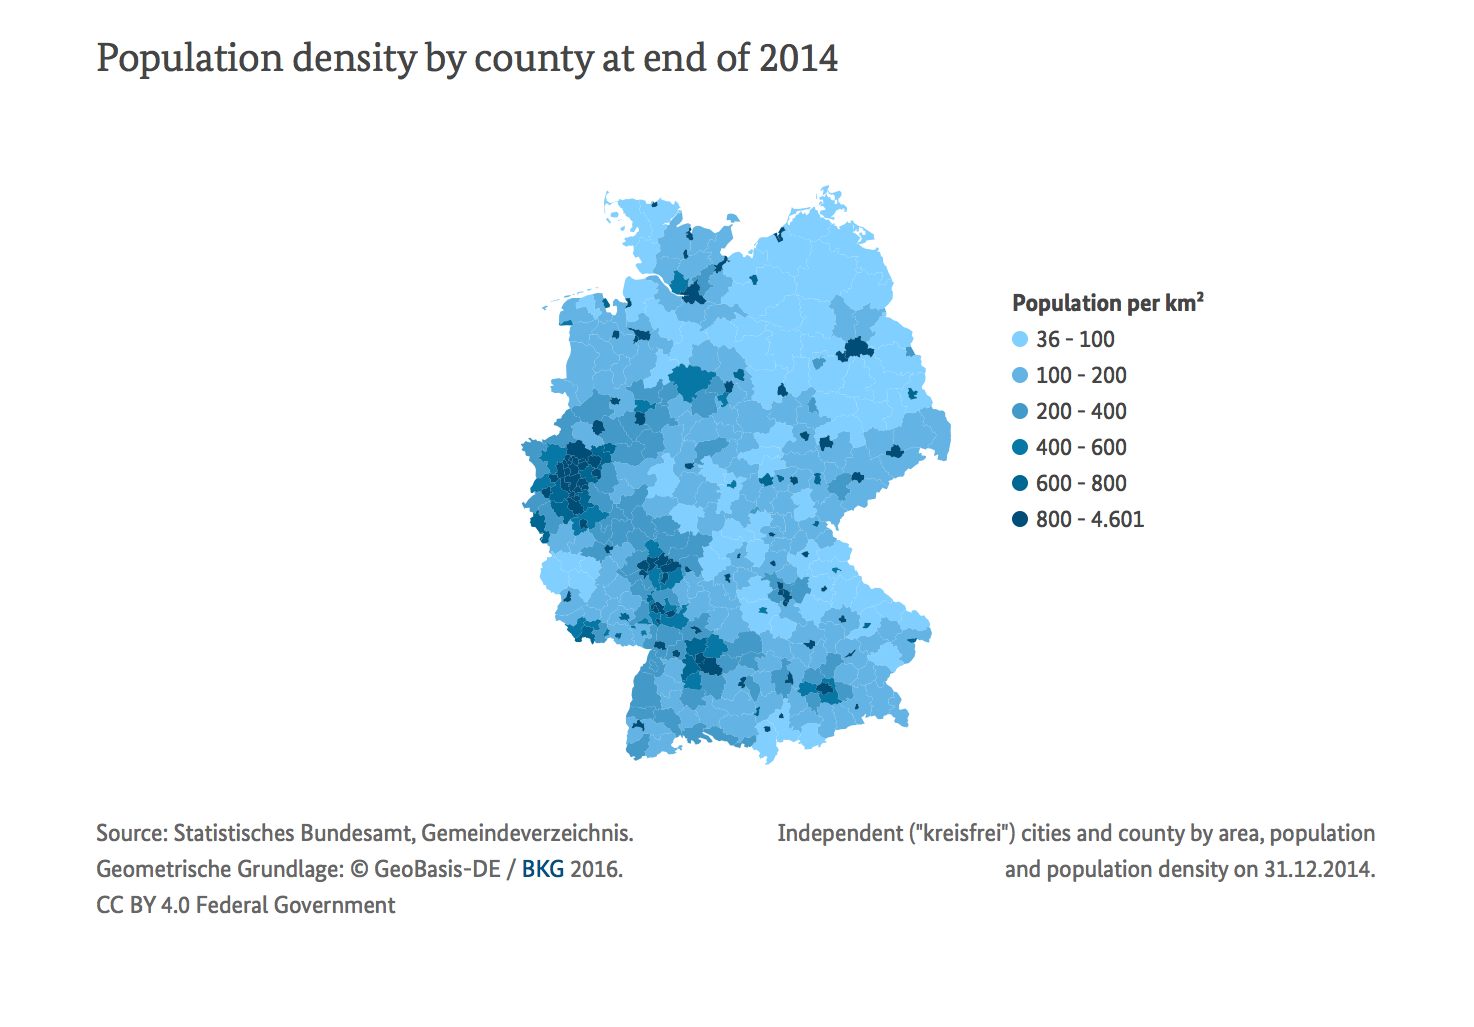 Population density by county at end of 2014
Population per km²
36 - 100
100 - 200
200 - 400
400 - 600
600 - 800
800 - 4.601
Source: Statistisches Bundesamt, Gemeindeverzeichnis.
Geometrische Grundlage: © GeoBasis-DE / BKG 2016.
CC BY 4.0 Federal Government
Independent ("kreisfrei") cities and county by area, population
and population density on 31.12.2014.